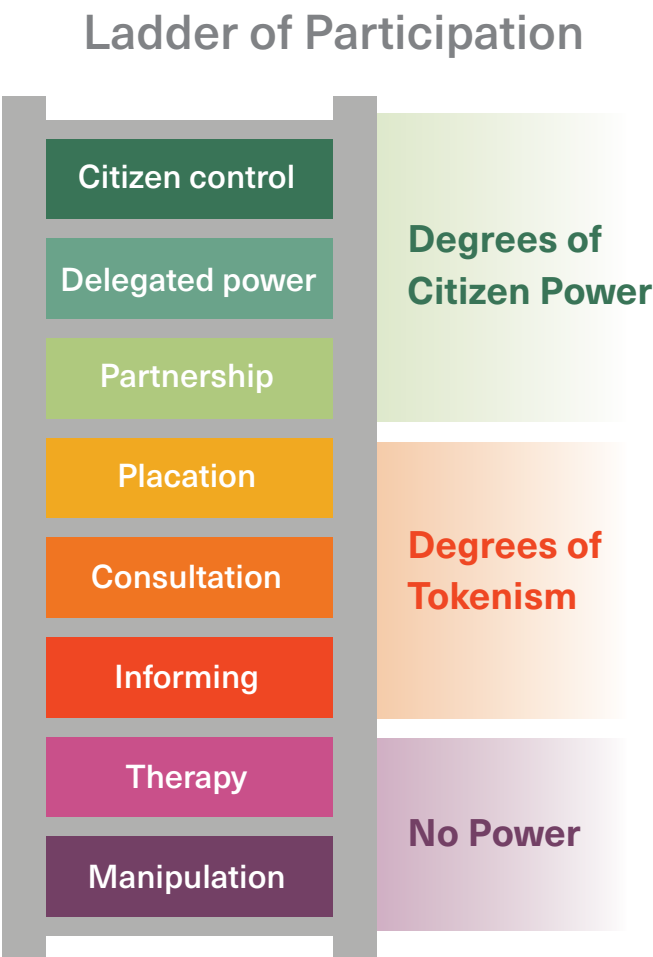 Ladder of Participation
Citizen control
Delegated power
Partnership
Degrees of
Citizen Power
Placation
Consultation
Informing
Degrees of
Tokenism
Therapy
Manipulation
No Power